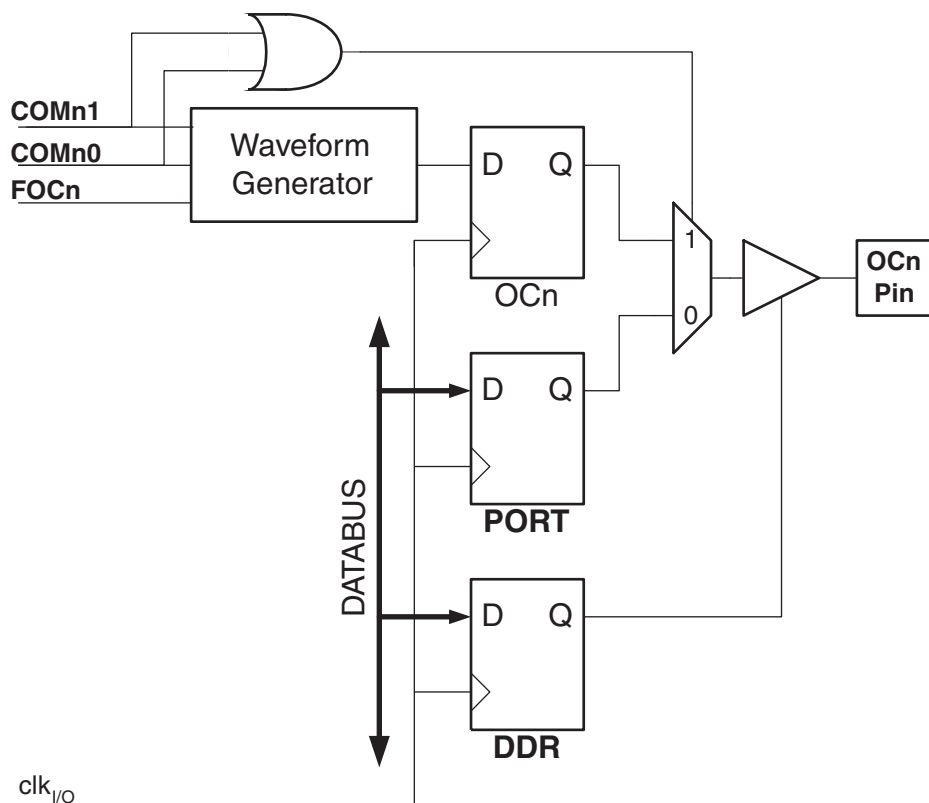 COMn1
COMn0
FOCn
Waveform
Generator
D Q
OCn
1
0
OCn
Pin
D Q
PORT
DATABUS
D Q
DDR
clkI/O